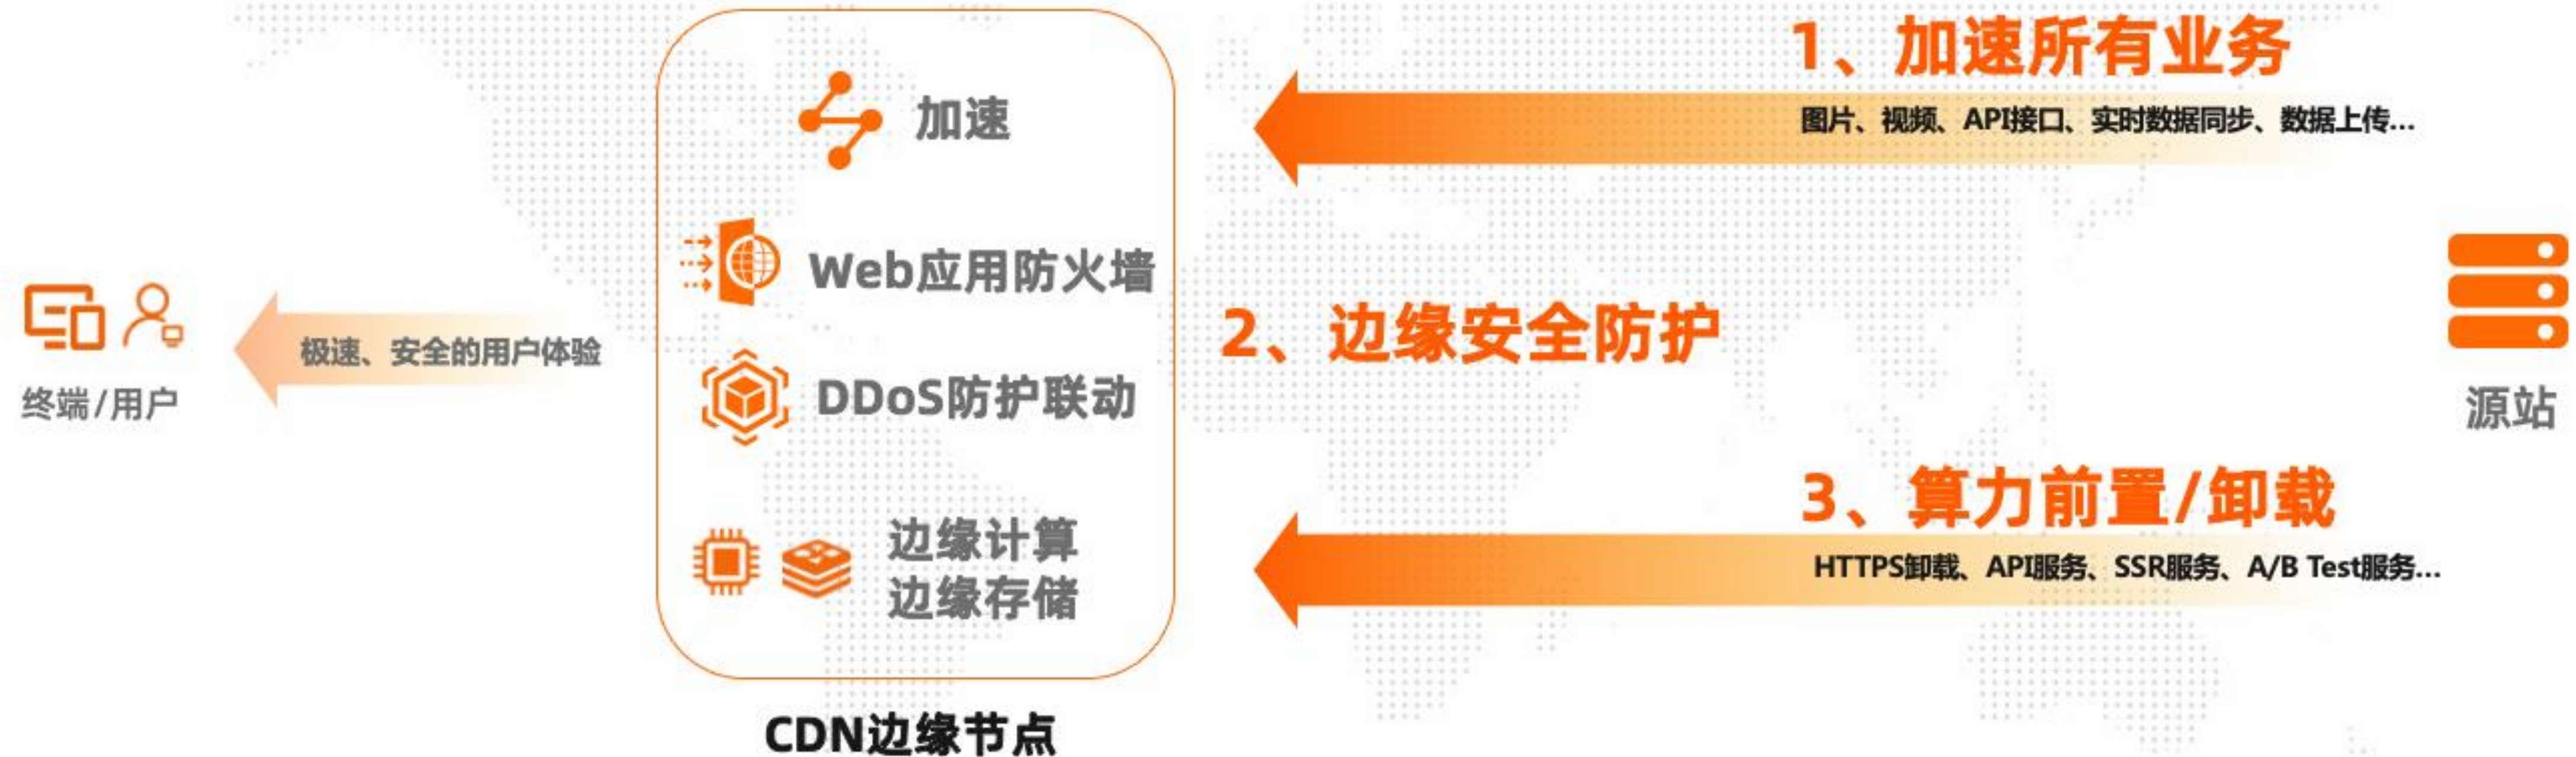 终端/用户
极速、安全的用户体验
加速
Web应用防火墙
DDoS防护联动
边缘计算
边缘存储
CDN边缘节点
1、加速所有业务
图片、视频、API接口、实时数据同步、数据上传...
2、边缘安全防护
3、算力前置/卸载
HTTPS卸载、API服务、SSR服务、A/B Test服务...
源站